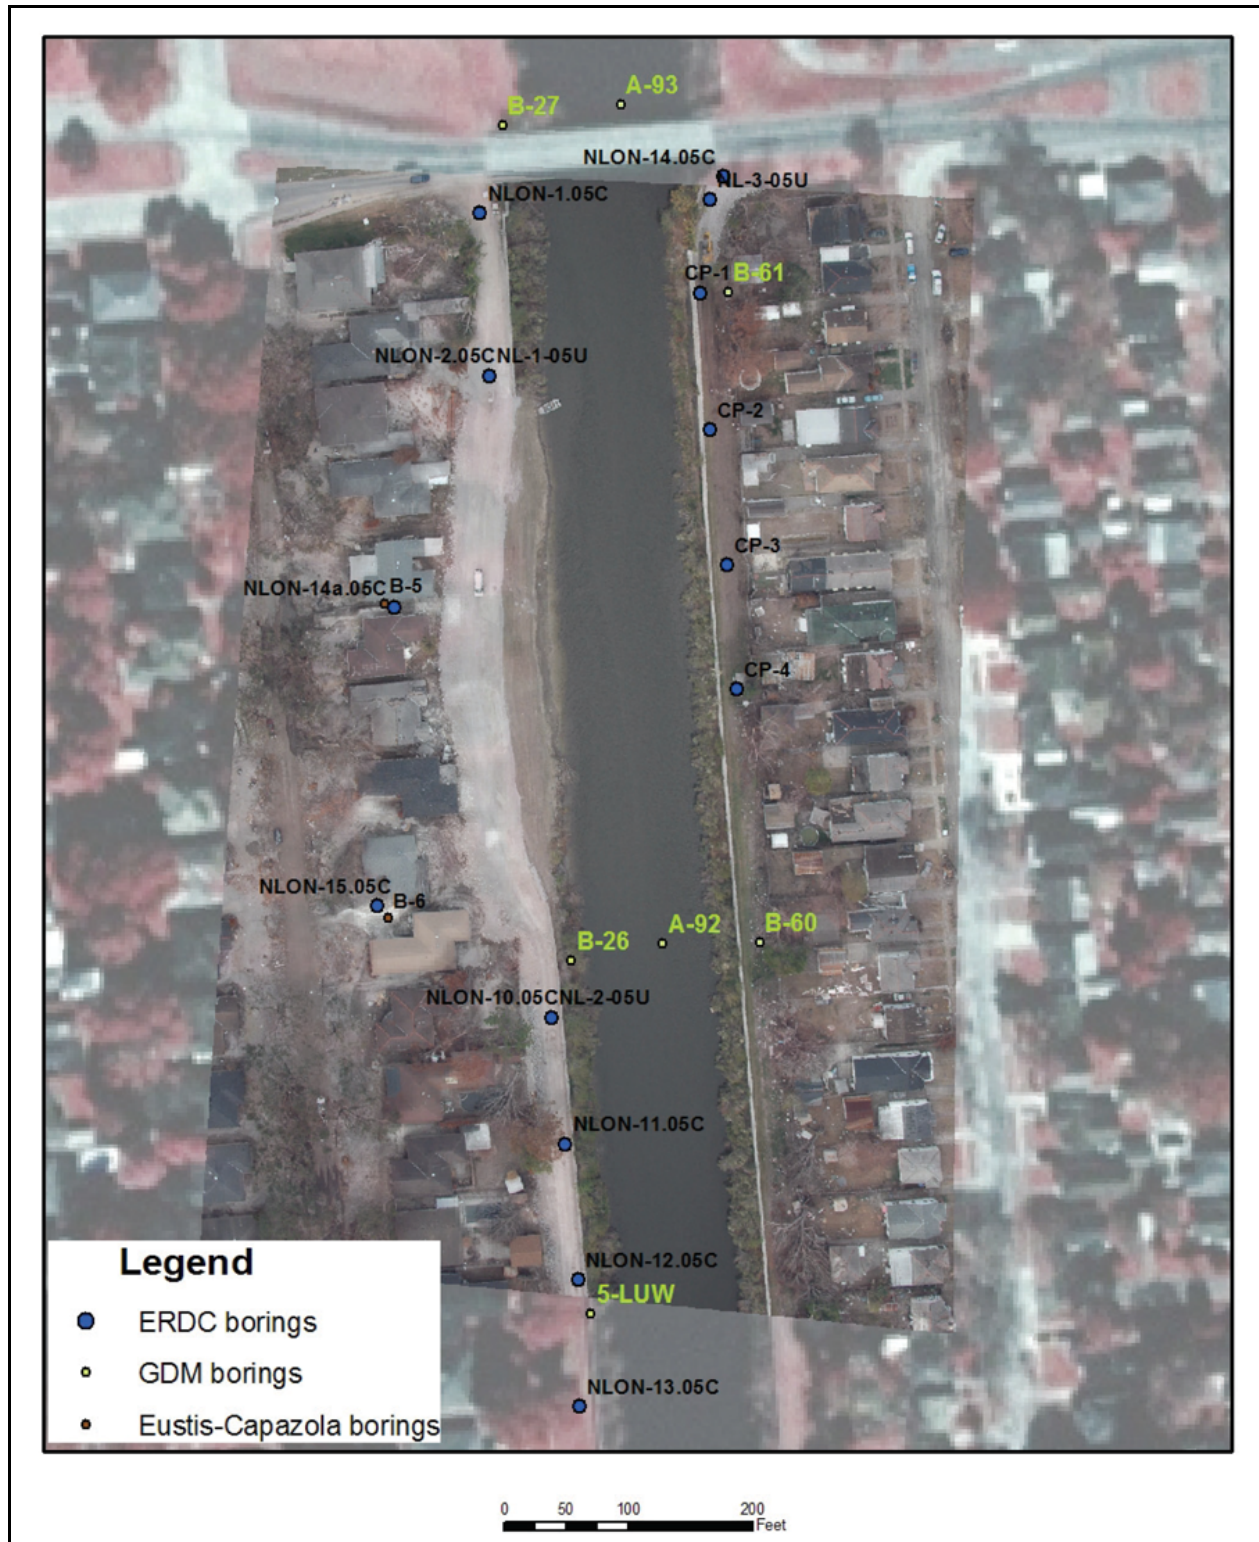 A-93
B-27
NLON-14.05C
NL-3-05U
NLON-1.05C
CP-1 B-61
NLON-2.05CNL-1-05U
CP-2
CP-3
NLON-14a.05C B-5
CP-4
NLON-15.05C
B-6
B-26 A-92 B-60
NLON-10.05CNL-2-05U
NLON-11.05C
NLON-12.05C
5-LUW
NLON-13.05C
Legend
ERDC borings
GDM borings
Eustis-Capazola borings
0 50 100 200
Feet